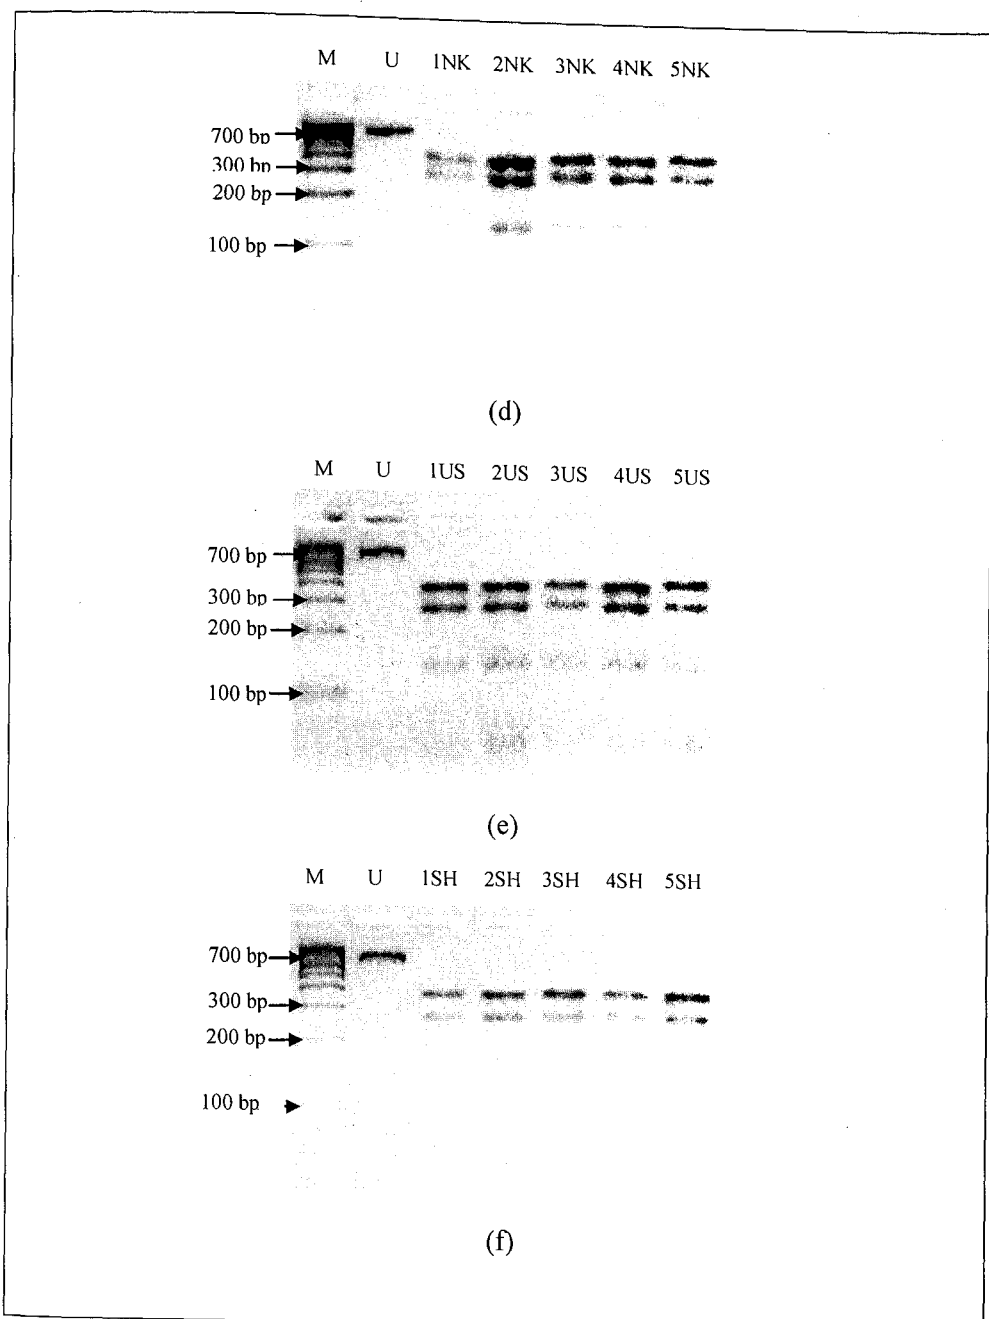 M U 1NK 2NK 3NK 4NK 5NK
700 bp
300 bp
200 bp
100 bp
(d)
M U 1US 2US 3US 4US 5US
700 bp
300 bp
200 bp
100 bp
(e)
M U 1SH 2SH 3SH 4SH 5SH
700 bp
300 bp
200 bp
100 bp
(f)